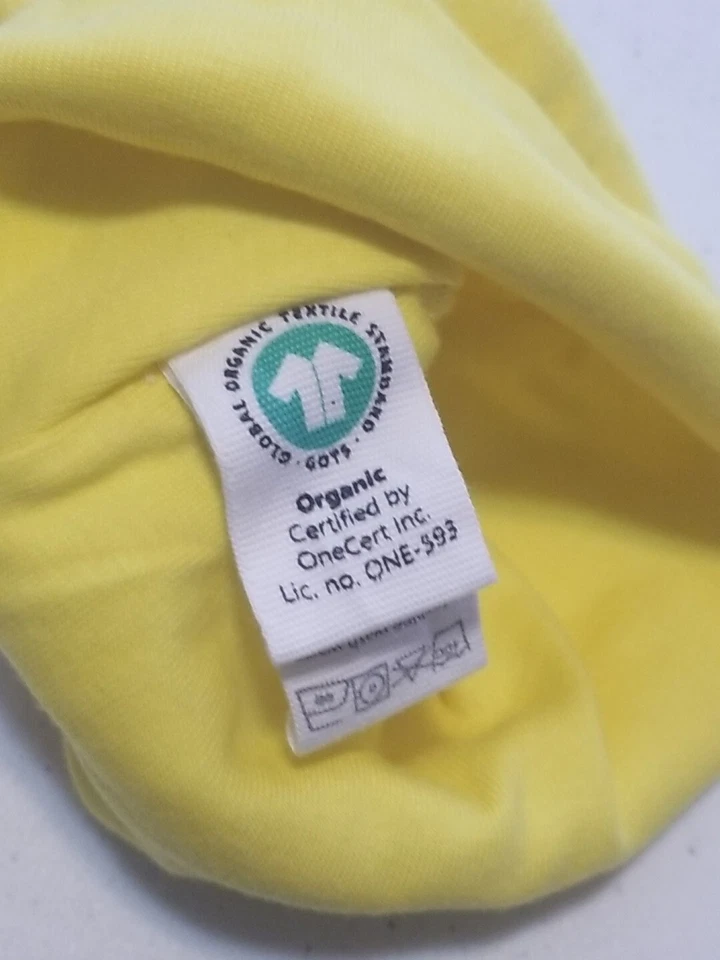 GLOBAL ORGANIC TEXTILE STANDARD · GOTS ·
Organic
Certified by
OneCert Inc.
Lic. no. ONE-593